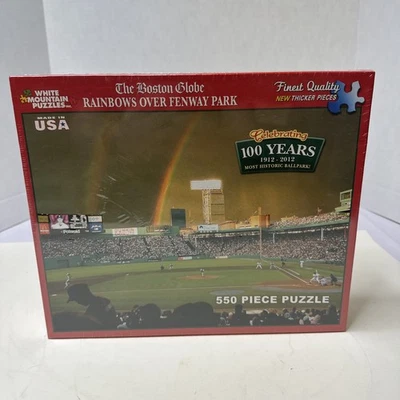 WHITE
MOUNTAIN
PUZZLES
MADE IN
USA
The Boston Globe
RAINBOWS OVER FENWAY PARK
Finest Quality
NEW THICKER PIECES
Celebrating
100 YEARS
1912 - 2012
MOST HISTORIC BALLPARK!
550 PIECE PUZZLE